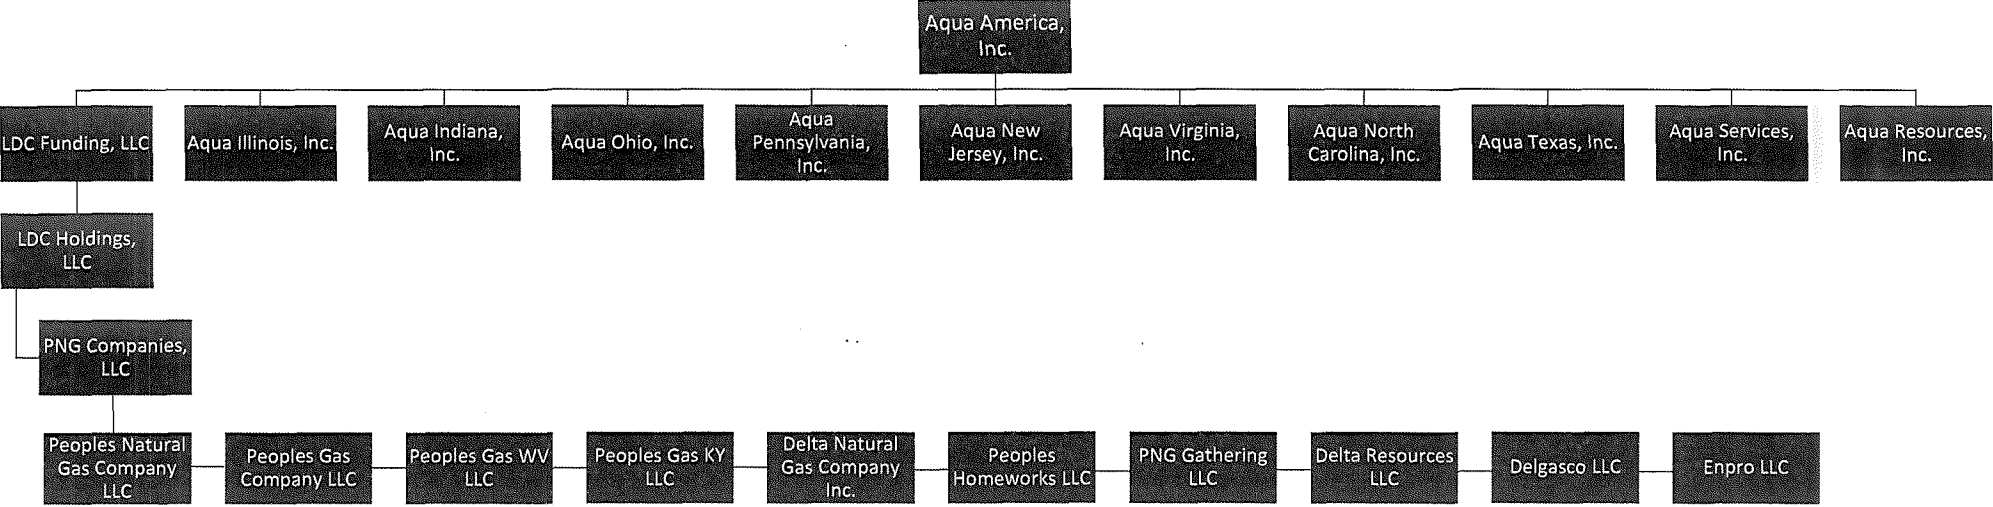 Aqua America,
Inc.
LDC Funding, LLC
Aqua Illinois, Inc.
Aqua Indiana,
Inc.
Aqua Ohio, Inc.
Aqua
Pennsylvania,
Inc.
Aqua New
Jersey, Inc.
Aqua Virginia,
Inc.
Aqua North
Carolina, Inc.
Aqua Texas, Inc.
Aqua Services,
Inc.
Aqua Resources,
Inc.
LDC Holdings,
LLC
PNG Companies,
LLC
Peoples Natural
Gas Company
LLC
Peoples Gas
Company LLC
Peoples Gas WV
LLC
Peoples Gas KY
LLC
Delta Natural
Gas Company
Inc.
Peoples
Homeworks LLC
PNG Gathering
LLC
Delta Resources
LLC
Delgasco LLC
Enpro LLC